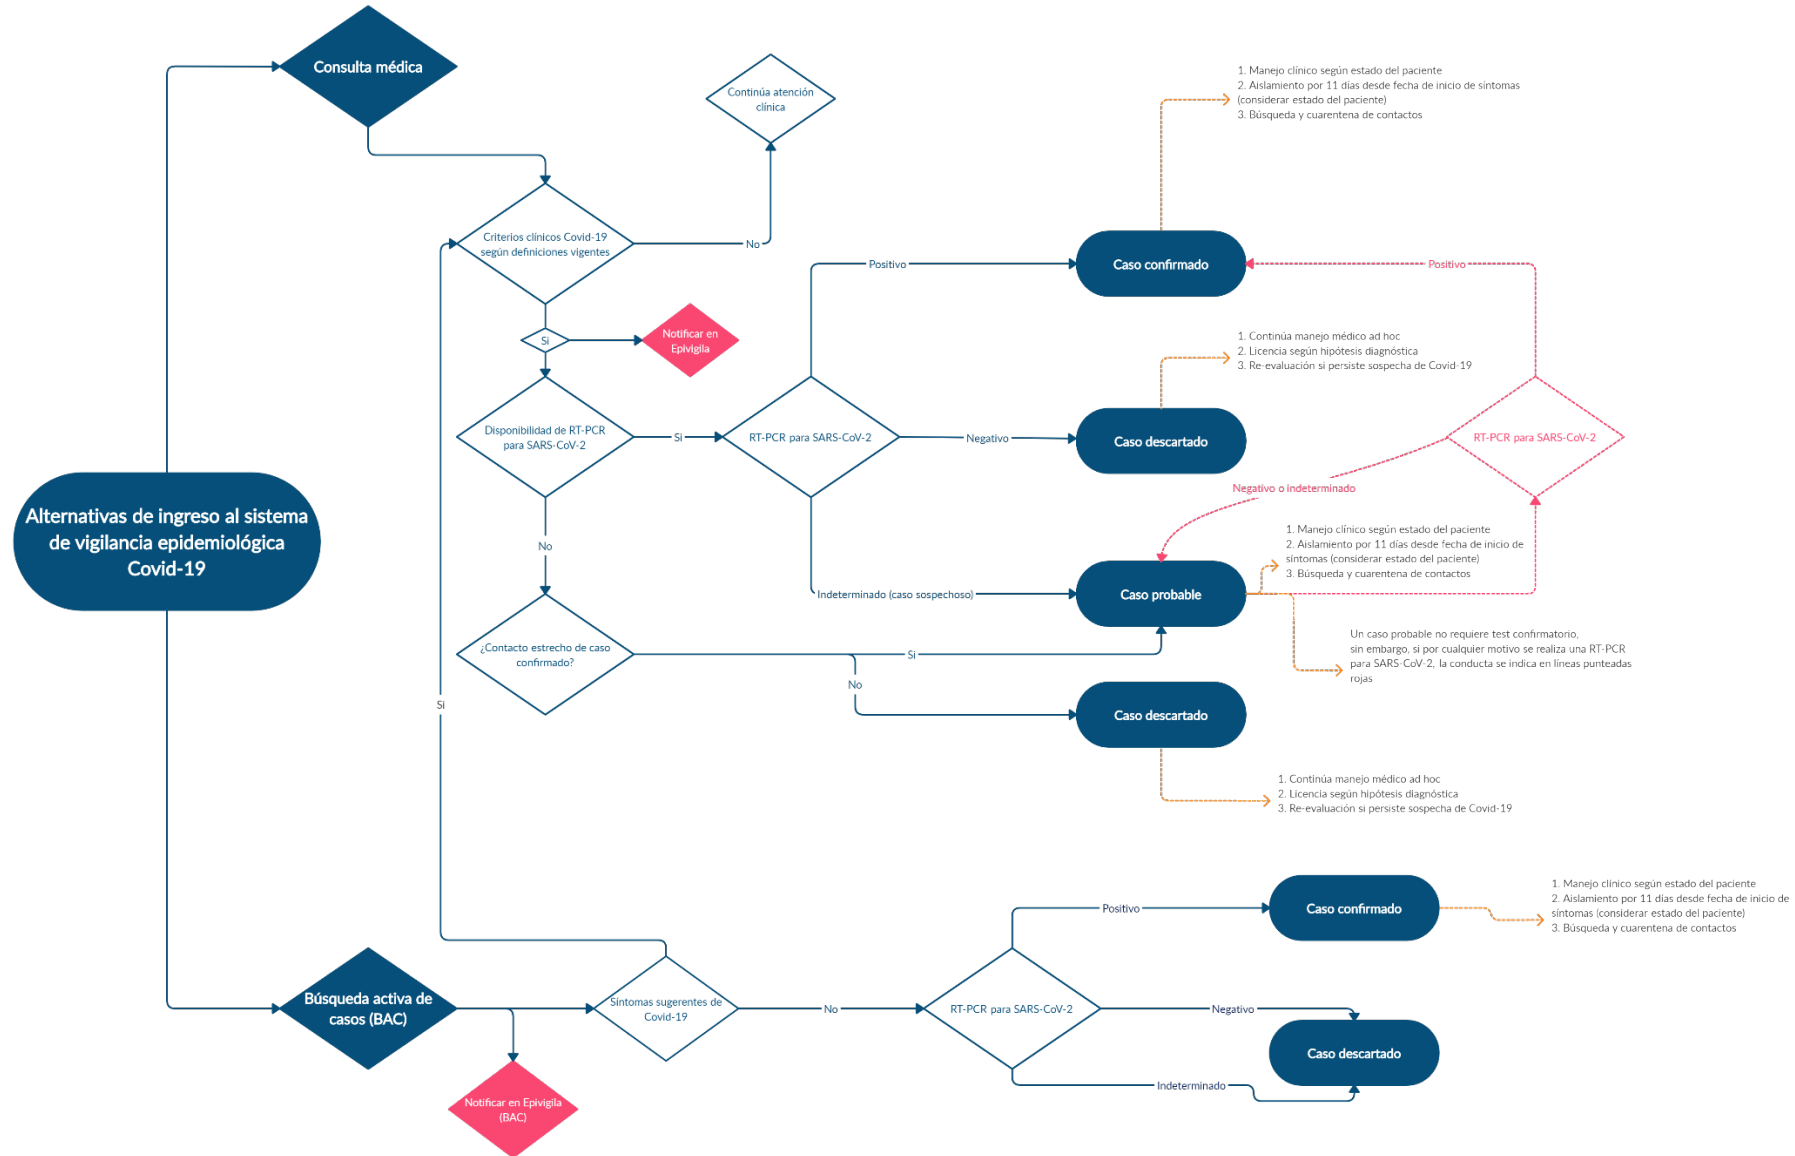 Consulta médica
Continúa atención
clínica
1. Manejo clínico según estado del paciente
2. Aislamiento por 11 días desde fecha de inicio de síntomas
(considerar estado del paciente)
3. Búsqueda y cuarentena de contactos
Criterios clínicos Covid-19
según definiciones vigentes
No
Positivo
Caso confirmado
Positivo
Si
Notificar en
Epivigila
1. Continúa manejo médico ad hoc
2. Licencia según hipótesis diagnóstica
3. Re-evaluación si persiste sospecha de Covid-19
Disponibilidad de RT-PCR
para SARS-CoV-2
Si
RT-PCR para SARS-CoV-2
Negativo
Caso descartado
RT-PCR para SARS-CoV-2
Negativo o indeterminado
Alternativas de ingreso al sistema
de vigilancia epidemiológica
Covid-19
No
1. Manejo clínico según estado del paciente
2. Aislamiento por 11 días desde fecha de inicio de
síntomas (considerar estado del paciente)
3. Búsqueda y cuarentena de contactos
Indeterminado (caso sospechoso)
Caso probable
¿Contacto estrecho de caso
confirmado?
Si
Un caso probable no requiere test confirmatorio,
sin embargo, si por cualquier motivo se realiza una RT-PCR
para SARS-CoV-2, la conducta se indica en líneas punteadas
rojas
No
Si
Caso descartado
1. Continúa manejo médico ad hoc
2. Licencia según hipótesis diagnóstica
3. Re-evaluación si persiste sospecha de Covid-19
Positivo
Caso confirmado
1. Manejo clínico según estado del paciente
2. Aislamiento por 11 días desde fecha de inicio de
síntomas (considerar estado del paciente)
3. Búsqueda y cuarentena de contactos
Búsqueda activa de
casos (BAC)
Síntomas sugerentes de
Covid-19
No
RT-PCR para SARS-CoV-2
Negativo
Caso descartado
Indeterminado
Notificar en Epivigila
(BAC)